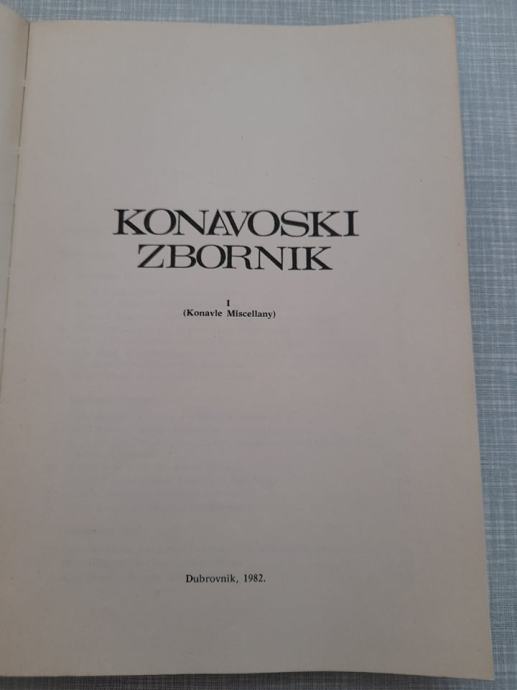 KONAVOSKI
ZBORNIK
I
(Konavle Miscellany)
Dubrovnik, 1982.